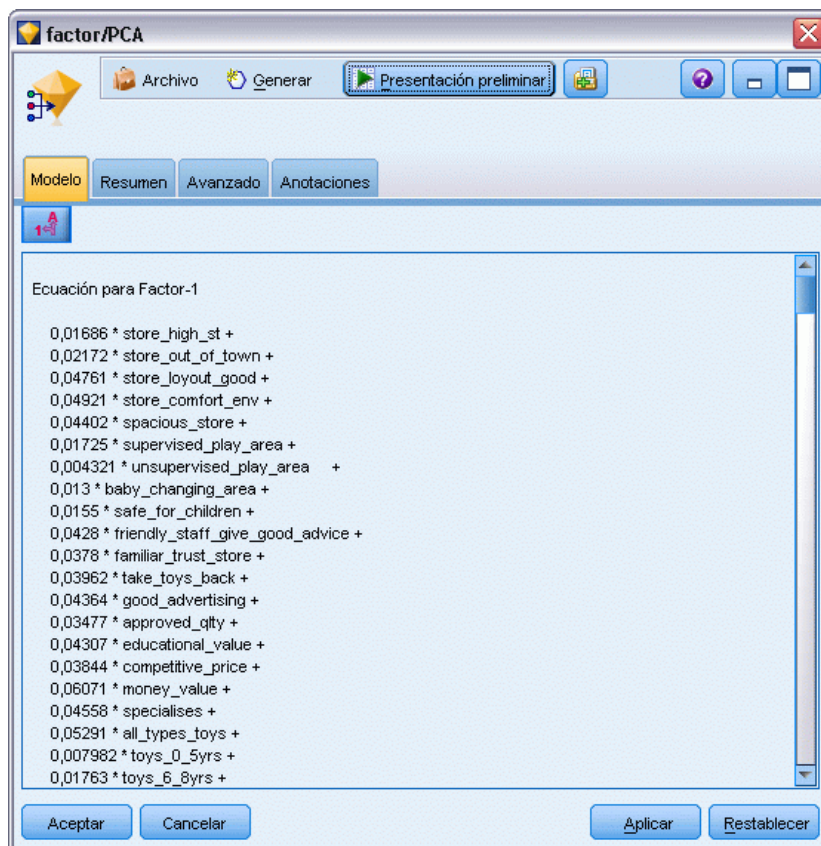 factor/PCA
Archivo Generar Presentación preliminar
Modelo Resumen Avanzado Anotaciones
Ecuación para Factor-1
0,01686 * store_high_st +
0,02172 * store_out_of_town +
0,04761 * store_loyout_good +
0,04921 * store_comfort_env +
0,04402 * spacious_store +
0,01725 * supervised_play_area +
0,004321 * unsupervised_play_area +
0,013 * baby_changing_area +
0,0155 * safe_for_children +
0,0428 * friendly_staff_give_good_advice +
0,0378 * familiar_trust_store +
0,03962 * take_toys_back +
0,04364 * good_advertising +
0,03477 * approved_qlty +
0,04307 * educational_value +
0,03844 * competitive_price +
0,06071 * money_value +
0,04558 * specialises +
0,05291 * all_types_toys +
0,007982 * toys_0_5yrs +
0,01763 * toys_6_8yrs +
Aceptar Cancelar Aplicar Restablecer